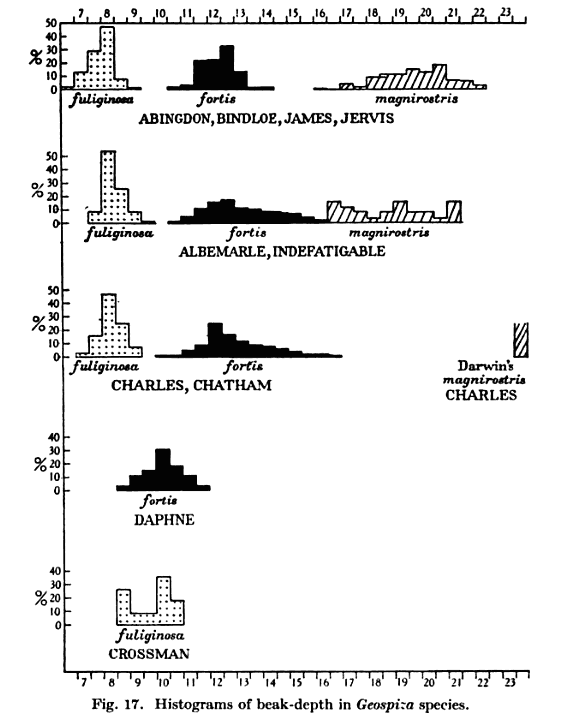 7 8 9 10 11 12 13 14 15 16 17 18 19 20 21 22 23
50
40
30
20
10
0
%
fuliginosa fortis magnirostris
ABINGDON, BINDLOE, JAMES, JERVIS
50
40
30
20
10
0
%
fuliginosa fortis magnirostris
ALBEMARLE, INDEFATIGABLE
50
40
30
20
10
0
%
fuliginosa fortis
CHARLES, CHATHAM
Darwin's
magnirostris
CHARLES
40
30
20
10
0
%
fortis
DAPHNE
40
30
20
10
0
%
fuliginosa
CROSSMAN
7 8 9 10 11 12 13 14 15 16 17 18 19 20 21 22 23
Fig. 17. Histograms of beak-depth in Geospiza species.